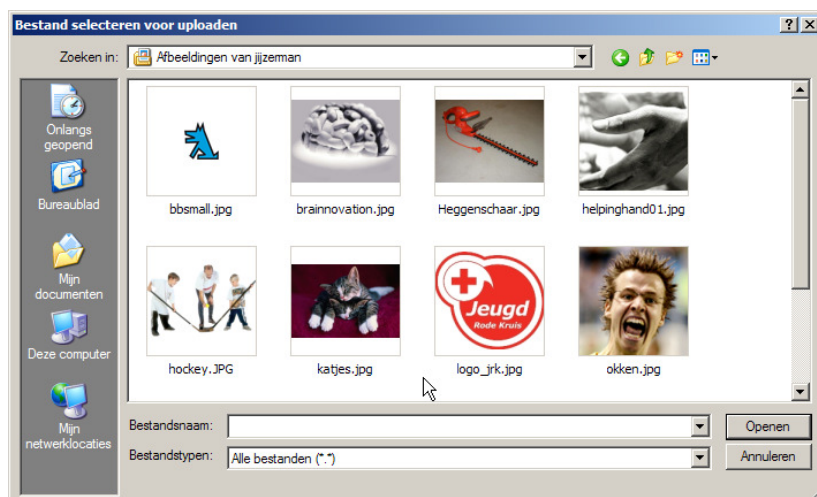 Bestand selecteren voor uploaden
Zoeken in:
Afbeeldingen van jijzerman
Onlangs
geopend
Bureaublad
Mijn
documenten
Deze computer
Mijn
netwerklocaties
bbsmall.jpg
brainnovation.jpg
Heggenschaar.jpg
helpinghand01.jpg
Jeugd
Rode Kruis
hockey.JPG
katjes.jpg
logo_jrk.jpg
okken.jpg
Bestandsnaam:
Openen
Bestandstypen:
Alle bestanden (*.*)
Annuleren